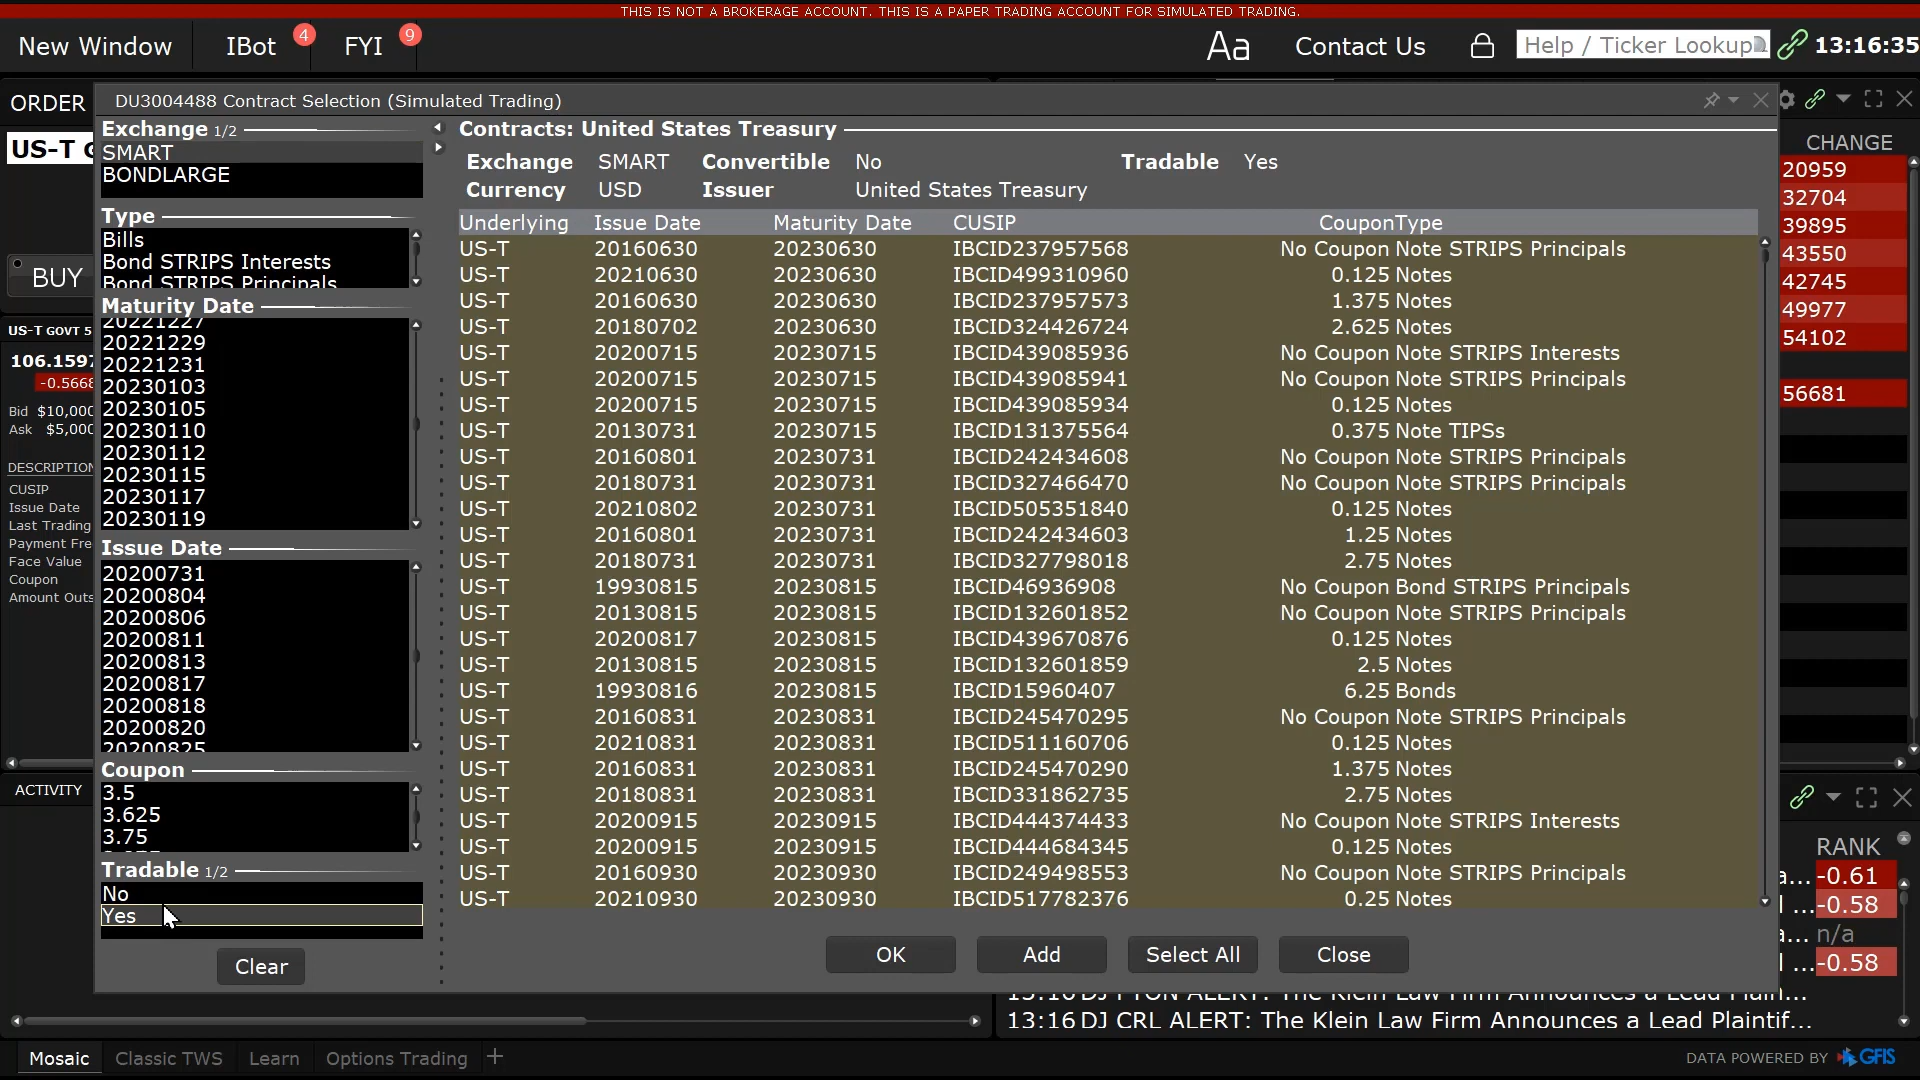 THIS IS NOT A BROKERAGE ACCOUNT. THIS IS A PAPER TRADING ACCOUNT FOR SIMULATED TRADING.
New Window IBot 4 FYI 9 Aa Contact Us Help / Ticker Lookup 13:16:35
ORDER
US-T G
BUY
US-T GOVT 5
106.1597
-0.5668
Bid $10,000
Ask $5,000
DESCRIPTION
CUSIP
Issue Date
Last Trading
Payment Fre
Face Value
Coupon
Amount Outs
ACTIVITY
DU3004488 Contract Selection (Simulated Trading)
Exchange 1/2
SMART
BONDLARGE
Type
Bills
Bond STRIPS Interests
Bond STRIPS Principals
Maturity Date
20221227
20221229
20221231
20230103
20230105
20230110
20230112
20230115
20230117
20230119
Issue Date
20200731
20200804
20200806
20200811
20200813
20200817
20200818
20200820
20200825
Coupon
3.5
3.625
3.75
Tradable 1/2
No
Yes
Clear
Contracts: United States Treasury
Exchange SMART Convertible No Tradable Yes
Currency USD Issuer United States Treasury
Underlying Issue Date Maturity Date CUSIP Coupon Type
US-T 20160630 20230630 IBCID237957568 No Coupon Note STRIPS Principals
US-T 20210630 20230630 IBCID499310960 0.125 Notes
US-T 20160630 20230630 IBCID237957573 1.375 Notes
US-T 20180702 20230630 IBCID324426724 2.625 Notes
US-T 20200715 20230715 IBCID439085936 No Coupon Note STRIPS Interests
US-T 20200715 20230715 IBCID439085941 No Coupon Note STRIPS Principals
US-T 20200715 20230715 IBCID439085934 0.125 Notes
US-T 20130731 20230715 IBCID131375564 0.375 Note TIPSs
US-T 20160801 20230731 IBCID242434608 No Coupon Note STRIPS Principals
US-T 20180731 20230731 IBCID327466470 No Coupon Note STRIPS Principals
US-T 20210802 20230731 IBCID505351840 0.125 Notes
US-T 20160801 20230731 IBCID242434603 1.25 Notes
US-T 20180731 20230731 IBCID327798018 2.75 Notes
US-T 19930815 20230815 IBCID46936908 No Coupon Bond STRIPS Principals
US-T 20130815 20230815 IBCID132601852 No Coupon Note STRIPS Principals
US-T 20200817 20230815 IBCID439670876 0.125 Notes
US-T 20130815 20230815 IBCID132601859 2.5 Notes
US-T 19930816 20230815 IBCID15960407 6.25 Bonds
US-T 20160831 20230831 IBCID245470295 No Coupon Note STRIPS Principals
US-T 20210831 20230831 IBCID511160706 0.125 Notes
US-T 20160831 20230831 IBCID245470290 1.375 Notes
US-T 20180831 20230831 IBCID331862735 2.75 Notes
US-T 20200915 20230915 IBCID444374433 No Coupon Note STRIPS Interests
US-T 20200915 20230915 IBCID444684345 0.125 Notes
US-T 20160930 20230930 IBCID249498553 No Coupon Note STRIPS Principals
US-T 20210930 20230930 IBCID517782376 0.25 Notes
OK Add Select All Close
CHANGE
20959
32704
39895
43550
42745
49977
54102
56681
RANK
a... -0.61
l ... -0.58
a... n/a
l ... -0.58
13:16 DJ PTON ALERT: The Klein Law Firm Announces a Lead Plain...
13:16 DJ CRL ALERT: The Klein Law Firm Announces a Lead Plaintif...
Mosaic Classic TWS Learn Options Trading + DATA POWERED BY GFIS